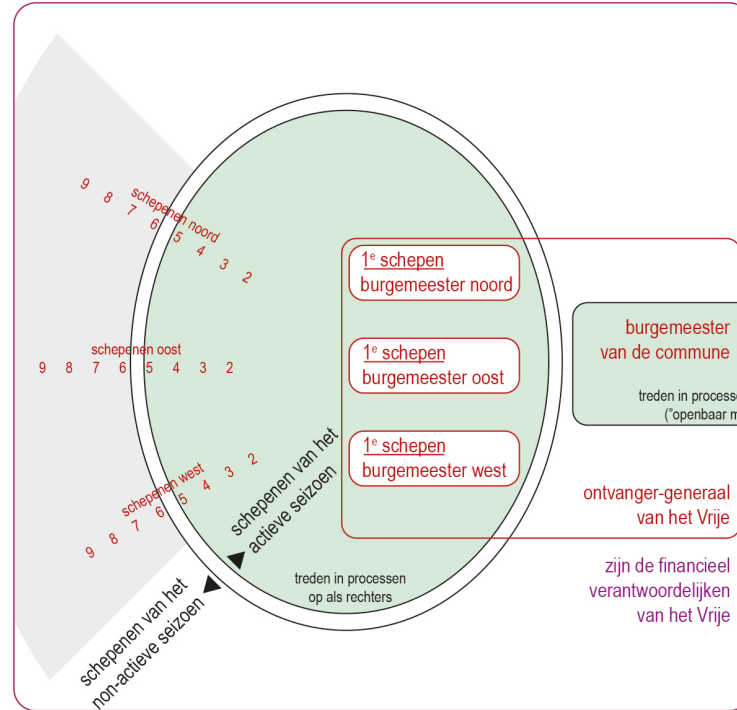 schepenen noord
9 8 7 6 5 4 3 2
1e schepen
burgemeester noord
burgemeester
van de commune
schepenen oost
9 8 7 6 5 4 3 2
1e schepen
burgemeester oost
treden in processe
("openbaar m
1e schepen
burgemeester west
schepenen west
9 8 7 6 5 4 3 2
schepenen van het
actieve seizoen
ontvanger-generaal
van het Vrije
treden in processen
op als rechters
zijn de financieel
verantwoordelijken
van het Vrije
schepenen van het
non-actieve seizoen